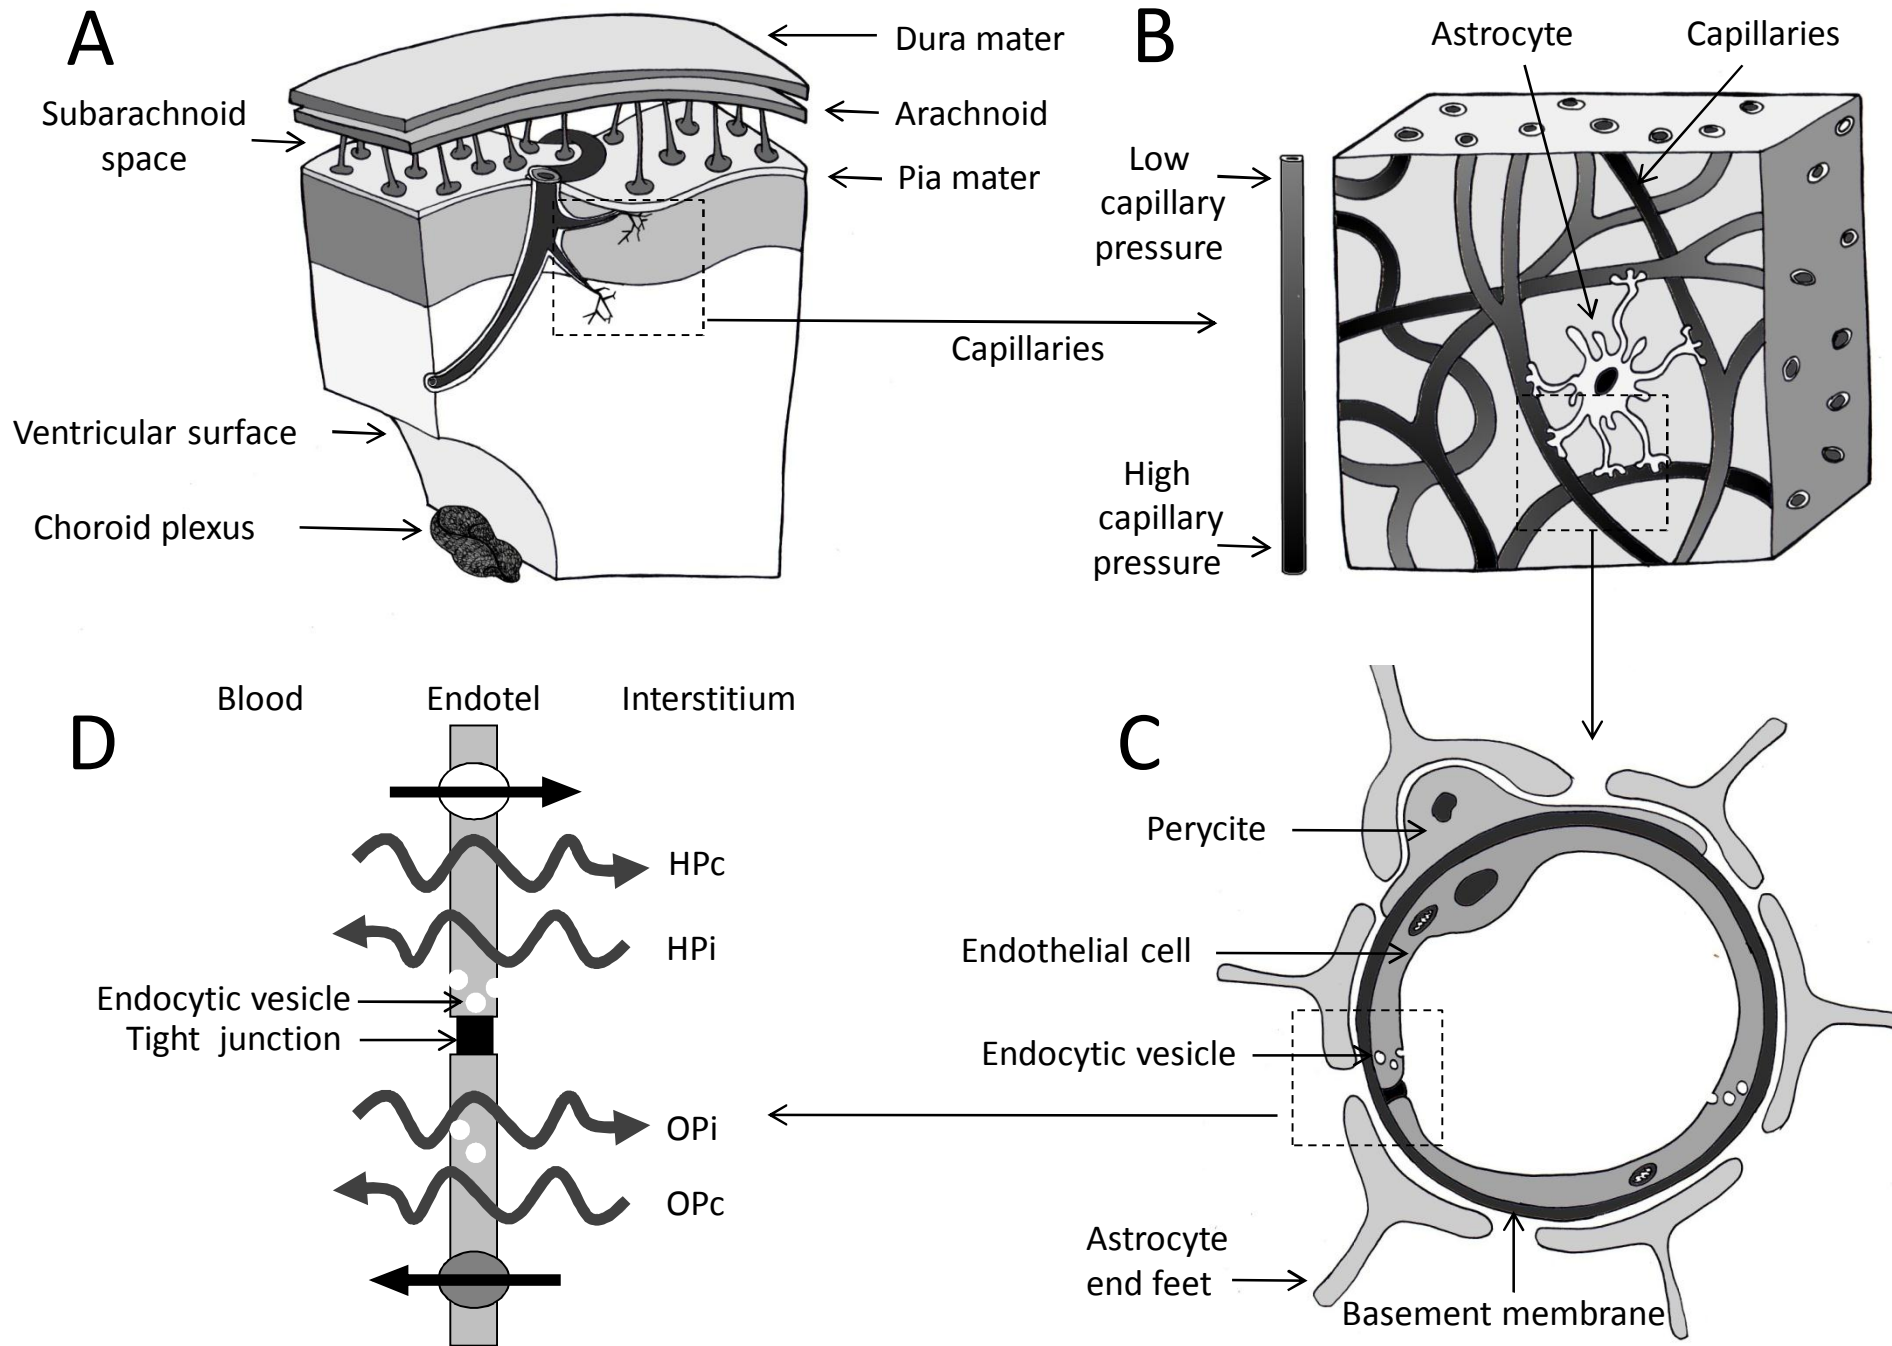 A
Dura mater
Arachnoid
Pia mater
Subarachnoid
space
Ventricular surface
Choroid plexus
Capillaries
B
Astrocyte
Capillaries
Low
capillary
pressure
High
capillary
pressure
C
Perycite
Endothelial cell
Endocytic vesicle
Astrocyte
end feet
Basement membrane
D
Blood
Endotel
Interstitium
HPc
HPi
Endocytic vesicle
Tight junction
OPi
OPc